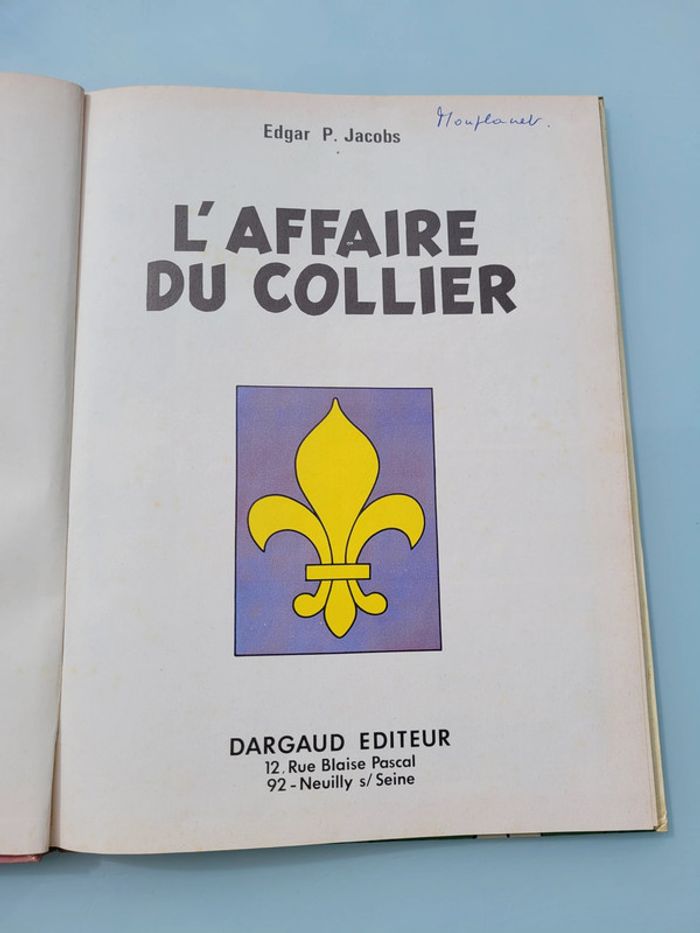 Edgar P. Jacobs
L'AFFAIRE
DU COLLIER
DARGAUD EDITEUR
12, Rue Blaise Pascal
92 - Neuilly s/ Seine